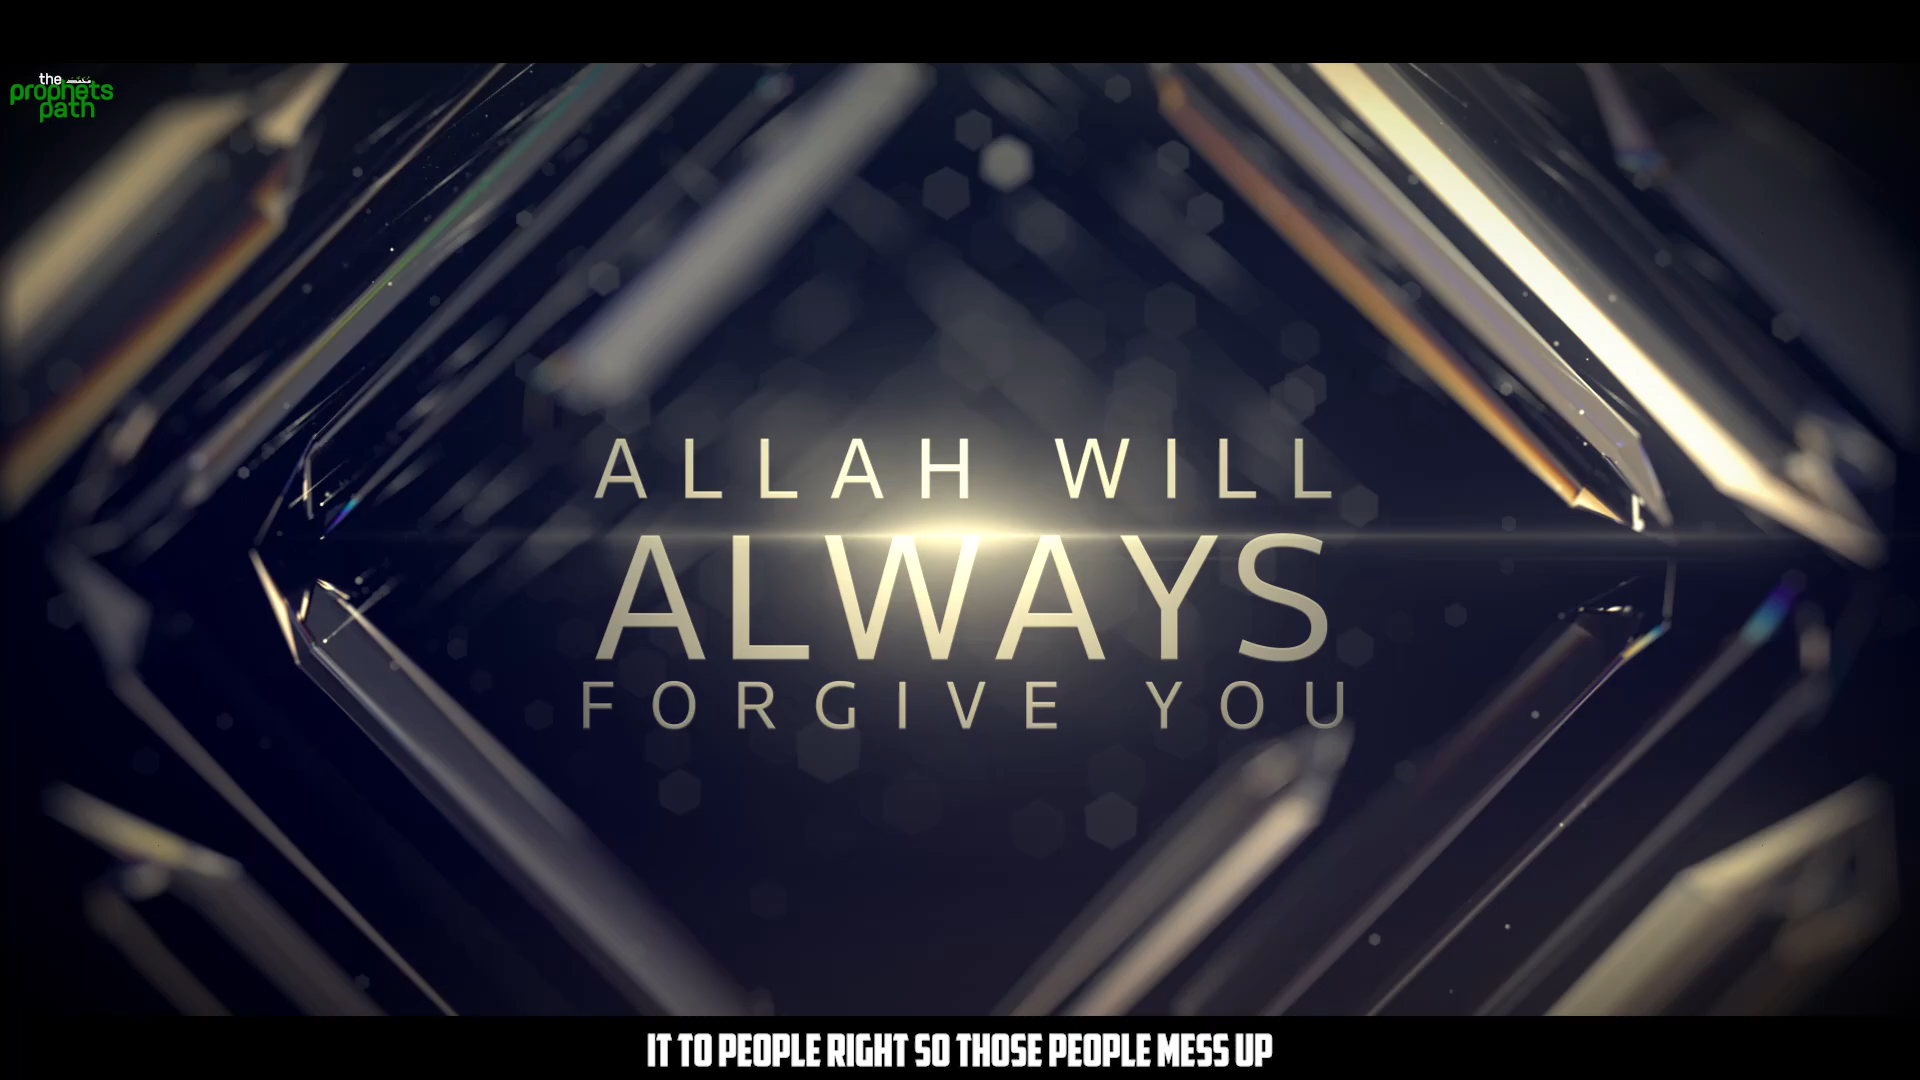 the
prophets
path
ALLAH WILL
ALWAYS
FORGIVE YOU
IT TO PEOPLE RIGHT SO THOSE PEOPLE MESS UP